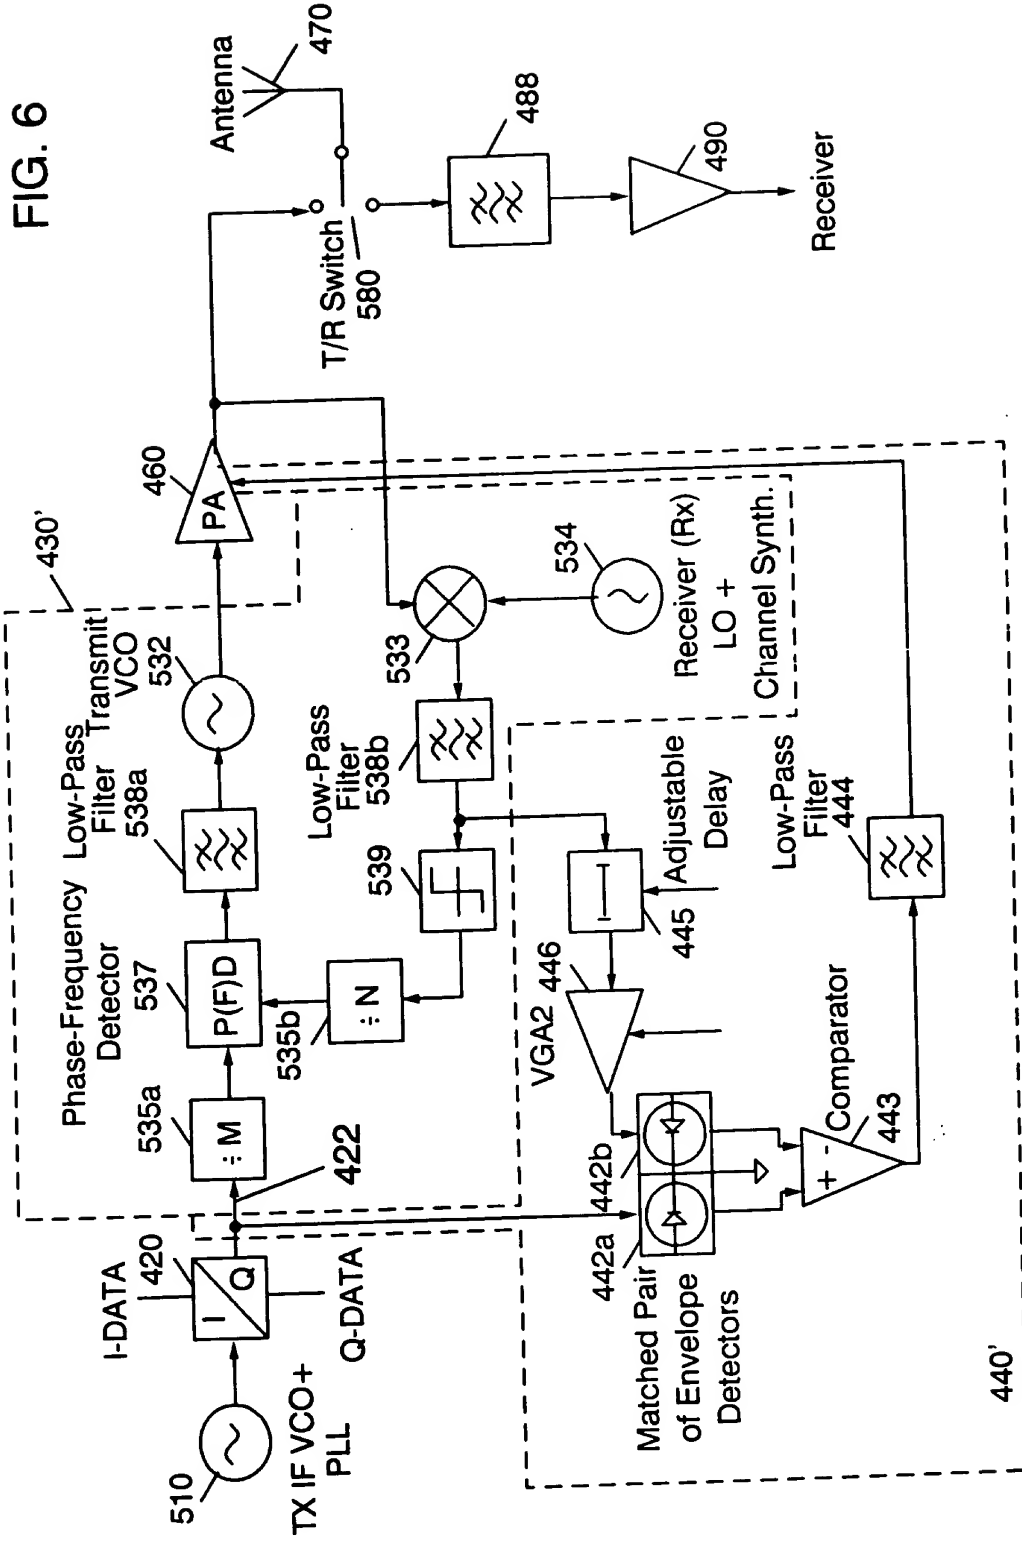 FIG. 6
Antenna
470
T/R Switch
580
488
490
Receiver
460
PA
430'
Transmit
VCO
532
Low-Pass
Filter
538a
Phase-Frequency
Detector
537
P(F)D
535a
÷M
422
I-DATA
420
I
Q
Q-DATA
510
TX IF VCO+
PLL
535b
÷N
539
Low-Pass
Filter
538b
533
534
Receiver (Rx)
LO +
Channel Synth.
Adjustable
Delay
445
446
VGA2
442b
442a
Matched Pair
of Envelope
Detectors
+ -
Comparator
443
Low-Pass
Filter
444
440'